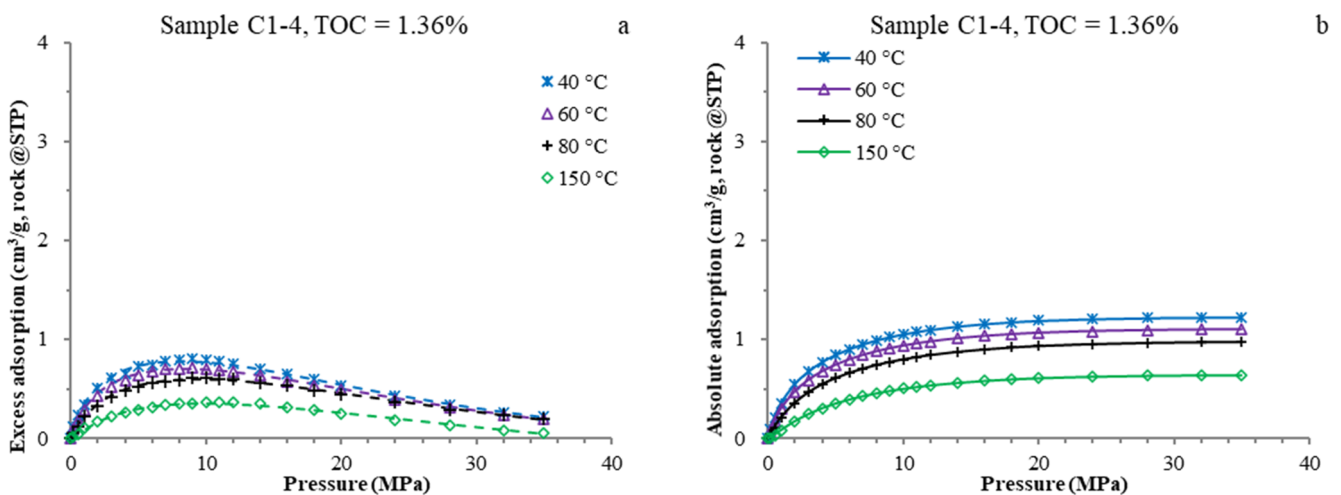 Sample C1-4, TOC = 1.36%
a
Excess adsorption (cm³/g, rock@STP)
4
3
2
1
0
40 °C
60 °C
80 °C
150 °C
0
10
20
30
40
Pressure (MPa)
Sample C1-4, TOC = 1.36%
b
Absolute adsorption (cm³/g, rock@STP)
4
3
2
1
0
40 °C
60 °C
80 °C
150 °C
0
10
20
30
40
Pressure (MPa)